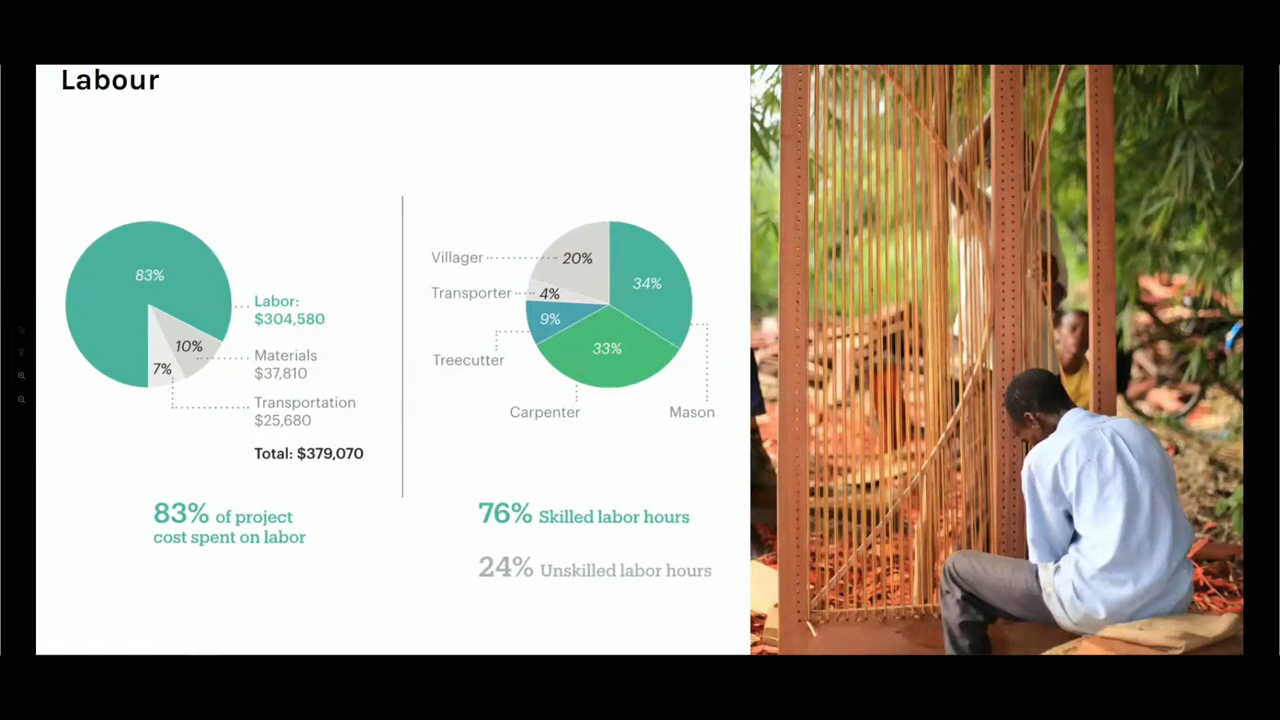 Labour
83%
10%
7%
Labor:
$304,580
Materials
$37,810
Transportation
$25,680
Total: $379,070
83% of project
cost spent on labor
Villager
20%
34%
Transporter
4%
9%
33%
Treecutter
Carpenter
Mason
76% Skilled labor hours
24% Unskilled labor hours